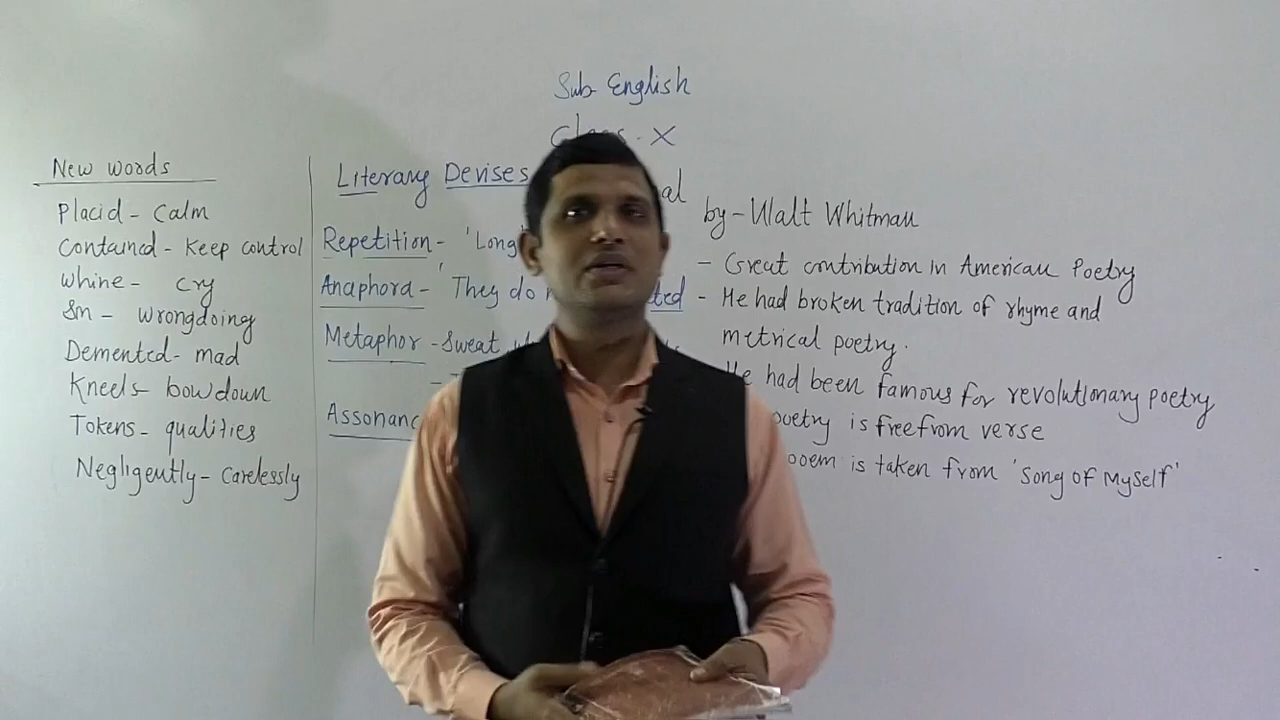 Sub- English
Class - X
New words
Placid - Calm
Contained - Keep control
Whine - cry
Sin - wrongdoing
Demented - mad
Kneels - bowdown
Tokens - qualities
Negligently - Carelessly
Literary Devises
Repetition - 'Long'
Anaphora - 'They do
Metaphor - Sweat
Assonanc
by - Walt Whitman
- Great contribution in American Poetry
- He had broken tradition of rhyme and
metrical poetry.
He had been famous for revolutionary poetry
poetry is freefrom verse
poem is taken from 'Song of Myself'